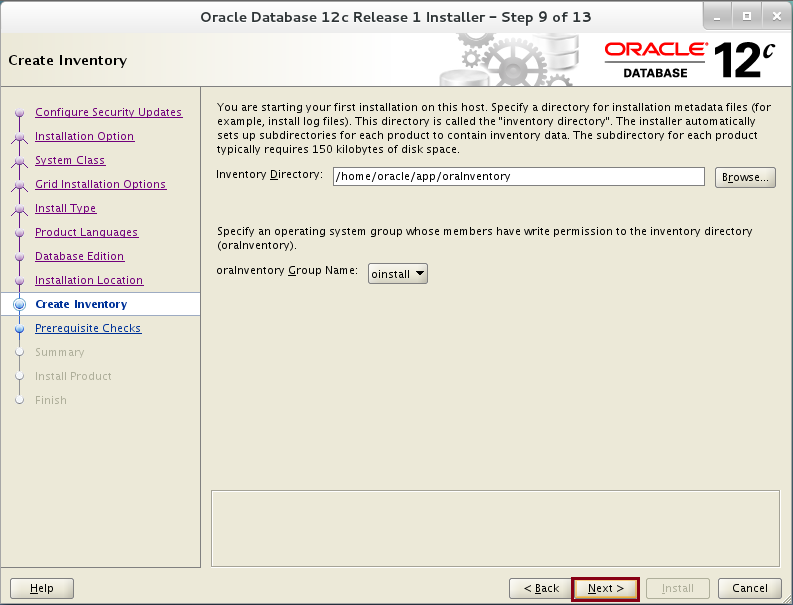 Oracle Database 12c Release 1 Installer – Step 9 of 13
Create Inventory
ORACLE®
DATABASE
12c
Configure Security Updates
Installation Option
System Class
Grid Installation Options
Install Type
Product Languages
Database Edition
Installation Location
Create Inventory
Prerequisite Checks
Summary
Install Product
Finish
You are starting your first installation on this host. Specify a directory for installation metadata files (for
example, install log files). This directory is called the "inventory directory". The installer automatically
sets up subdirectories for each product to contain inventory data. The subdirectory for each product
typically requires 150 kilobytes of disk space.
Inventory Directory: /home/oracle/app/oraInventory Browse...
Specify an operating system group whose members have write permission to the inventory directory
(oraInventory).
oraInventory Group Name: oinstall
Help < Back Next > Install Cancel